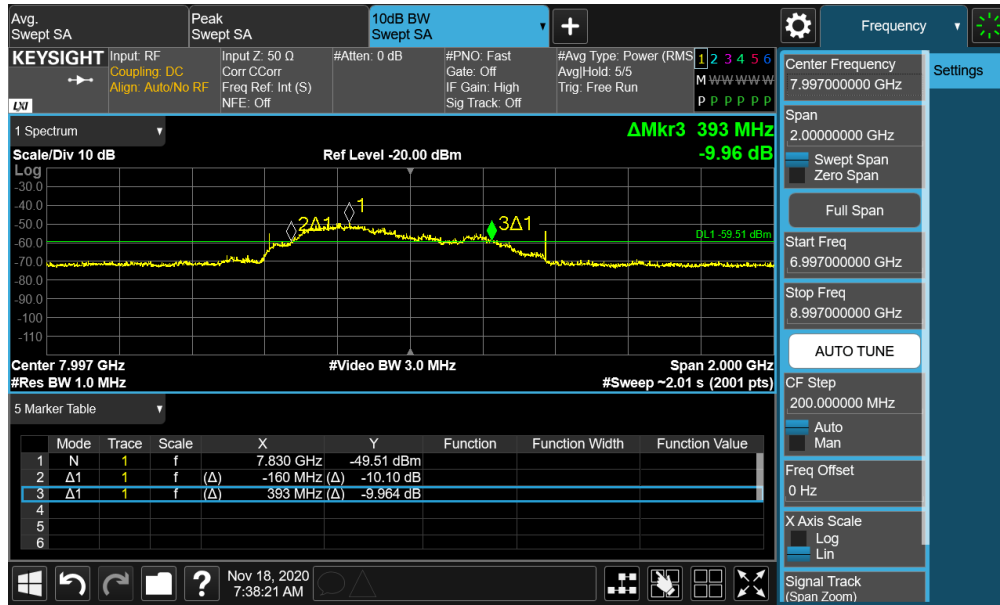 Avg.
Swept SA
Peak
Swept SA
10dB BW
Swept SA
Frequency
KEYSIGHT
LXI
Input: RF
Coupling: DC
Align: Auto/No RF
Input Z: 50 Ω
Corr CCorr
Freq Ref: Int (S)
NFE: Off
#Atten: 0 dB
#PNO: Fast
Gate: Off
IF Gain: High
Sig Track: Off
#Avg Type: Power (RMS
Avg|Hold: 5/5
Trig: Free Run
1 2 3 4 5 6
M W W W W W
P P P P P P
1 Spectrum
ΔMkr3 393 MHz
-9.96 dB
Scale/Div 10 dB
Ref Level -20.00 dBm
Log
-30.0
-40.0
-50.0
-60.0
-70.0
-80.0
-90.0
-100
-110
1
2Δ1
3Δ1
DL1 -59.51 dBm
Center 7.997 GHz
#Video BW 3.0 MHz
Span 2.000 GHz
#Res BW 1.0 MHz
#Sweep ~2.01 s (2001 pts)
5 Marker Table
Mode Trace Scale X Y Function Function Width Function Value
1 N 1 f 7.830 GHz -49.51 dBm
2 Δ1 1 f (Δ) -160 MHz (Δ) -10.10 dB
3 Δ1 1 f (Δ) 393 MHz (Δ) -9.964 dB
4
5
6
Nov 18, 2020
7:38:21 AM
Center Frequency
7.997000000 GHz
Span
2.00000000 GHz
Swept Span
Zero Span
Full Span
Start Freq
6.997000000 GHz
Stop Freq
8.997000000 GHz
AUTO TUNE
CF Step
200.000000 MHz
Auto
Man
Freq Offset
0 Hz
X Axis Scale
Log
Lin
Signal Track
(Span Zoom)
Settings